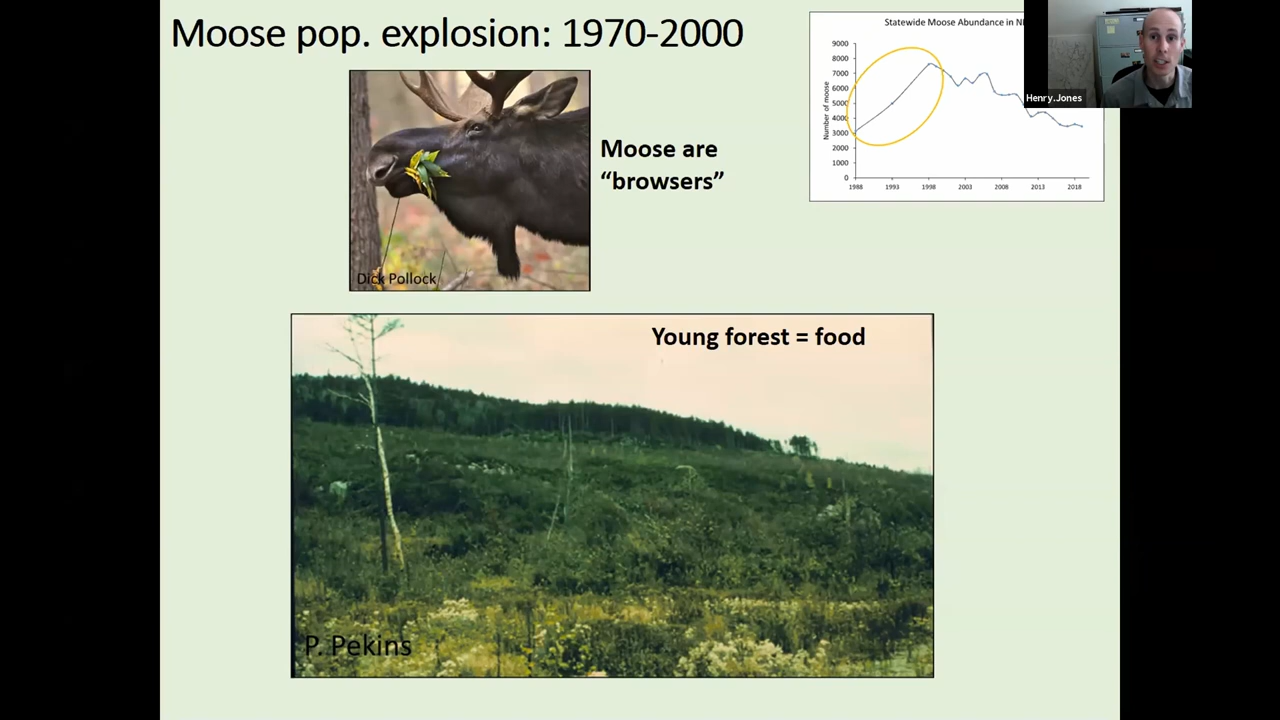 Moose pop. explosion: 1970-2000
Statewide Moose Abundance in N
Henry.Jones
Number of moose
9000
8000
7000
6000
5000
4000
3000
2000
1000
0
1988
1993
1998
2003
2008
2013
2018
Moose are
“browsers”
Dick Pollock
Young forest = food
P. Pekins